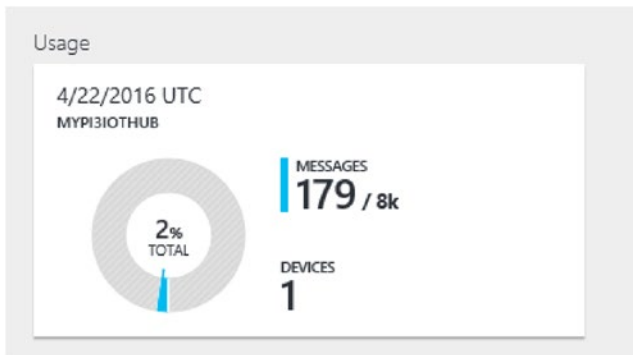 Usage
4/22/2016 UTC
MYPI3IOTHUB
2%
TOTAL
MESSAGES
179 / 8k
DEVICES
1